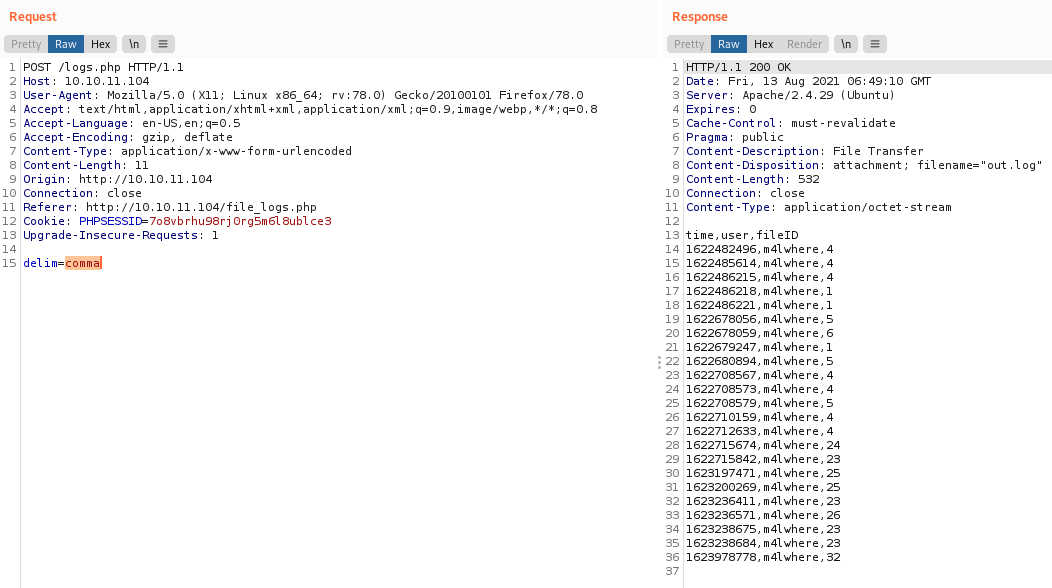 Request
Pretty Raw Hex \n
1 POST /logs.php HTTP/1.1
2 Host: 10.10.11.104
3 User-Agent: Mozilla/5.0 (X11; Linux x86_64; rv:78.0) Gecko/20100101 Firefox/78.0
4 Accept: text/html,application/xhtml+xml,application/xml;q=0.9,image/webp,*/*;q=0.8
5 Accept-Language: en-US,en;q=0.5
6 Accept-Encoding: gzip, deflate
7 Content-Type: application/x-www-form-urlencoded
8 Content-Length: 11
9 Origin: http://10.10.11.104
10 Connection: close
11 Referer: http://10.10.11.104/file_logs.php
12 Cookie: PHPSESSID=7o8vbrhu98rj0rg5m6l8ublce3
13 Upgrade-Insecure-Requests: 1
14
15 delim=comma
Response
Pretty Raw Hex Render \n
1 HTTP/1.1 200 OK
2 Date: Fri, 13 Aug 2021 06:49:10 GMT
3 Server: Apache/2.4.29 (Ubuntu)
4 Expires: 0
5 Cache-Control: must-revalidate
6 Pragma: public
7 Content-Description: File Transfer
8 Content-Disposition: attachment; filename="out.log"
9 Content-Length: 532
10 Connection: close
11 Content-Type: application/octet-stream
12
13 time,user,fileID
14 1622482496,m4lwhere,4
15 1622485614,m4lwhere,4
16 1622486215,m4lwhere,4
17 1622486218,m4lwhere,1
18 1622486221,m4lwhere,1
19 1622678056,m4lwhere,5
20 1622678059,m4lwhere,6
21 1622679247,m4lwhere,1
22 1622680894,m4lwhere,5
23 1622708567,m4lwhere,4
24 1622708573,m4lwhere,4
25 1622708579,m4lwhere,5
26 1622710159,m4lwhere,4
27 1622712633,m4lwhere,4
28 1622715674,m4lwhere,24
29 1622715842,m4lwhere,23
30 1623197471,m4lwhere,25
31 1623200269,m4lwhere,25
32 1623236411,m4lwhere,23
33 1623236571,m4lwhere,26
34 1623238675,m4lwhere,23
35 1623238684,m4lwhere,23
36 1623978778,m4lwhere,32
37